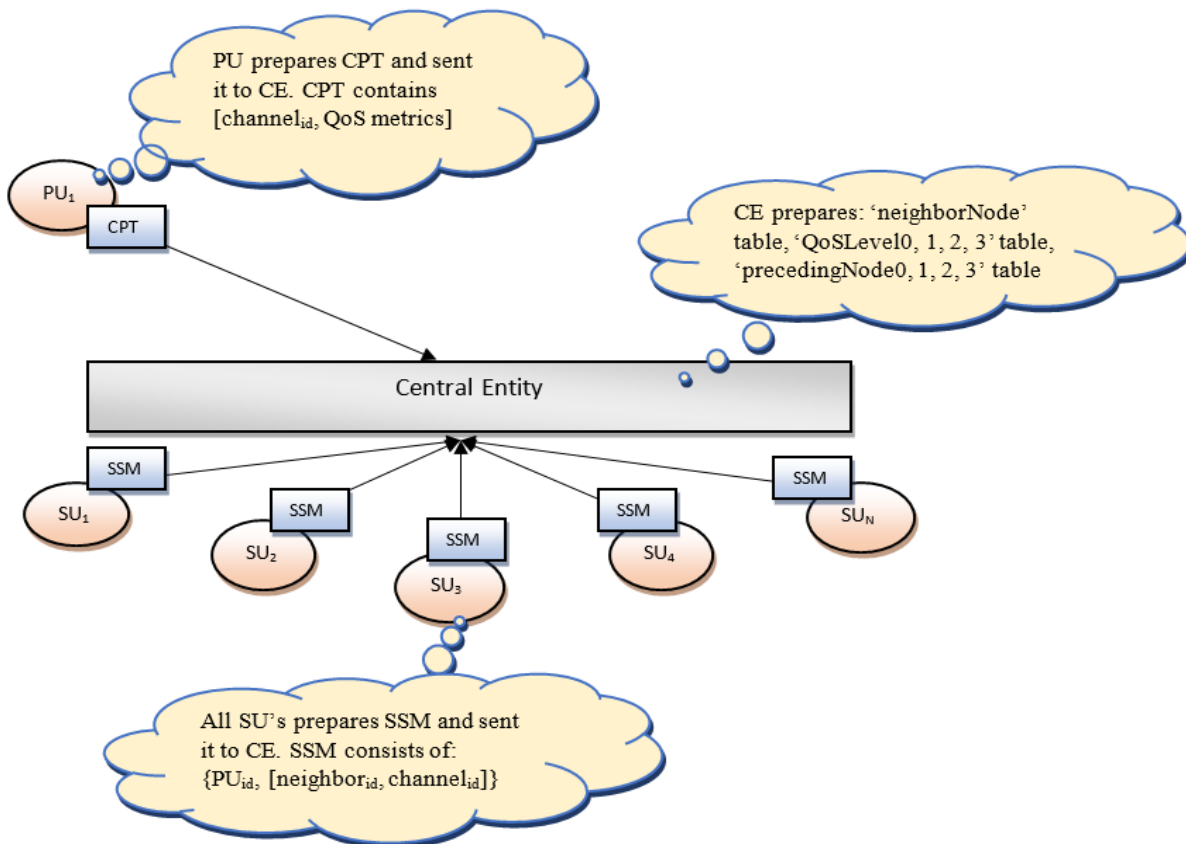 PU prepares CPT and sent
it to CE. CPT contains
[channelid, QoS metrics]
PU1
CPT
CE prepares: ‘neighborNode’
table, ‘QoSLevel0, 1, 2, 3’ table,
‘precedingNode0, 1, 2, 3’ table
Central Entity
SSM
SU1
SSM
SU2
SSM
SU3
SSM
SU4
SSM
SUN
All SU’s prepares SSM and sent
it to CE. SSM consists of:
{PUid, [neighborid, channelid]}